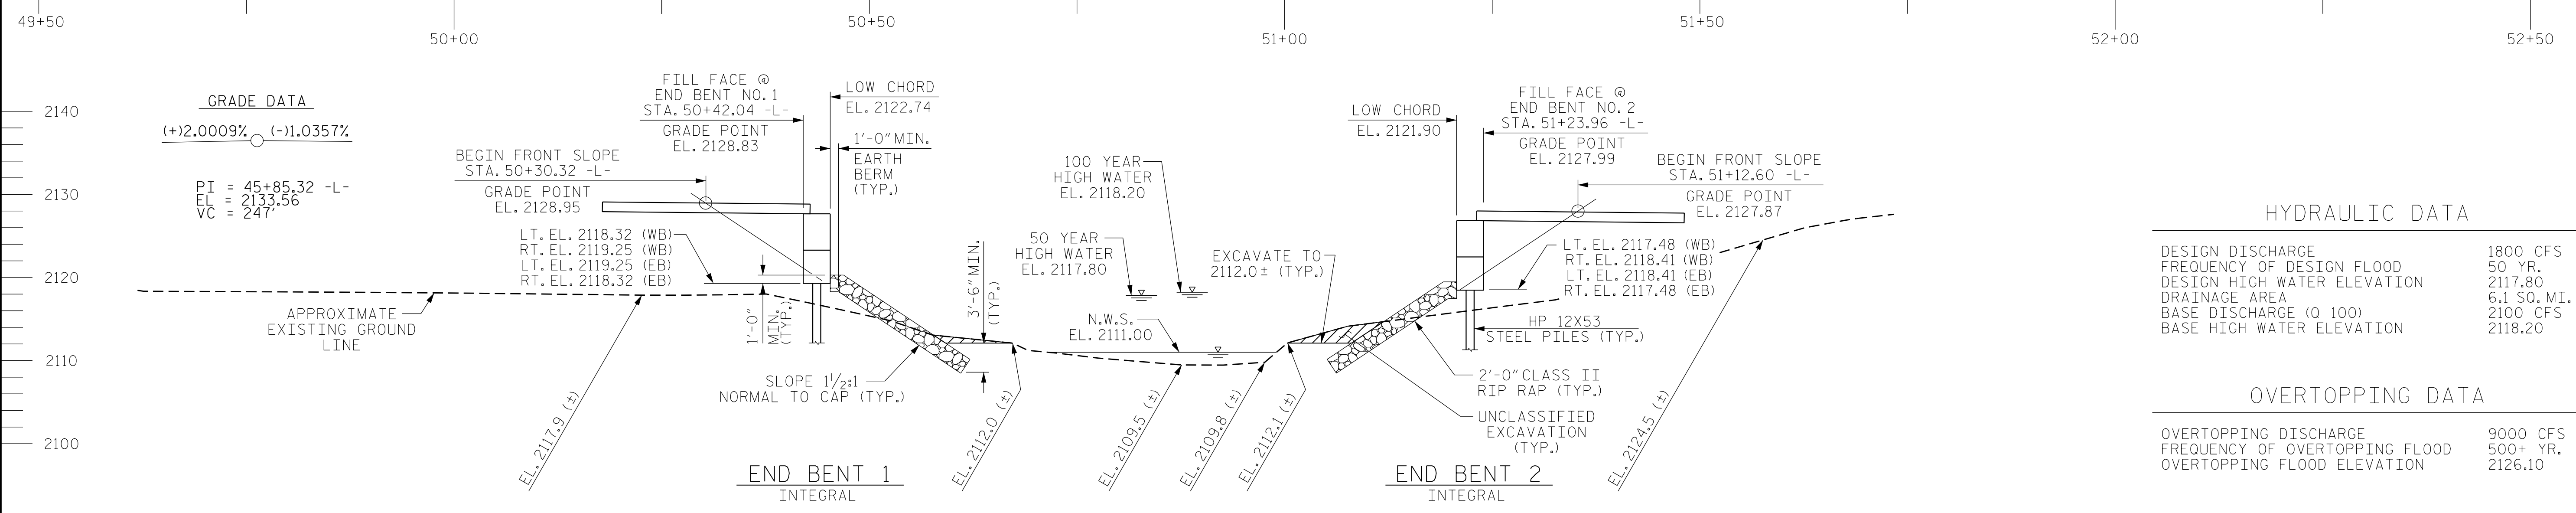 49+50
50+00
50+50
51+00
51+50
52+00
52+50
2140
2130
2120
2110
2100
GRADE DATA
(+)2.0009% (-)1.0357%
PI = 45+85.32 -L-
EL = 2133.56
VC = 247'
BEGIN FRONT SLOPE
STA. 50+30.32 -L-
GRADE POINT
EL. 2128.95
FILL FACE @
END BENT NO. 1
STA. 50+42.04 -L-
GRADE POINT
EL. 2128.83
LOW CHORD
EL. 2122.74
1'-0" MIN.
EARTH
BERM
(TYP.)
LT. EL. 2118.32 (WB)
RT. EL. 2119.25 (WB)
LT. EL. 2119.25 (EB)
RT. EL. 2118.32 (EB)
APPROXIMATE
EXISTING GROUND
LINE
1'-0"
MIN.
(TYP.)
SLOPE 1 1/2:1
NORMAL TO CAP (TYP.)
3'-6" MIN.
(TYP.)
100 YEAR
HIGH WATER
EL. 2118.20
50 YEAR
HIGH WATER
EL. 2117.80
N.W.S.
EL. 2111.00
EXCAVATE TO
2112.0± (TYP.)
LOW CHORD
EL. 2121.90
FILL FACE @
END BENT NO. 2
STA. 51+23.96 -L-
GRADE POINT
EL. 2127.99
BEGIN FRONT SLOPE
STA. 51+12.60 -L-
GRADE POINT
EL. 2127.87
LT. EL. 2117.48 (WB)
RT. EL. 2118.41 (WB)
LT. EL. 2118.41 (EB)
RT. EL. 2117.48 (EB)
HP 12X53
STEEL PILES (TYP.)
2'-0" CLASS II
RIP RAP (TYP.)
UNCLASSIFIED
EXCAVATION
(TYP.)
EL. 2117.9 (±)
EL. 2112.0 (±)
EL. 2109.5 (±)
EL. 2109.8 (±)
EL. 2112.1 (±)
EL. 2124.5 (±)
END BENT 1
INTEGRAL
END BENT 2
INTEGRAL
HYDRAULIC DATA
DESIGN DISCHARGE 1800 CFS
FREQUENCY OF DESIGN FLOOD 50 YR.
DESIGN HIGH WATER ELEVATION 2117.80
DRAINAGE AREA 6.1 SQ. MI.
BASE DISCHARGE (Q 100) 2100 CFS
BASE HIGH WATER ELEVATION 2118.20
OVERTOPPING DATA
OVERTOPPING DISCHARGE 9000 CFS
FREQUENCY OF OVERTOPPING FLOOD 500+ YR.
OVERTOPPING FLOOD ELEVATION 2126.10